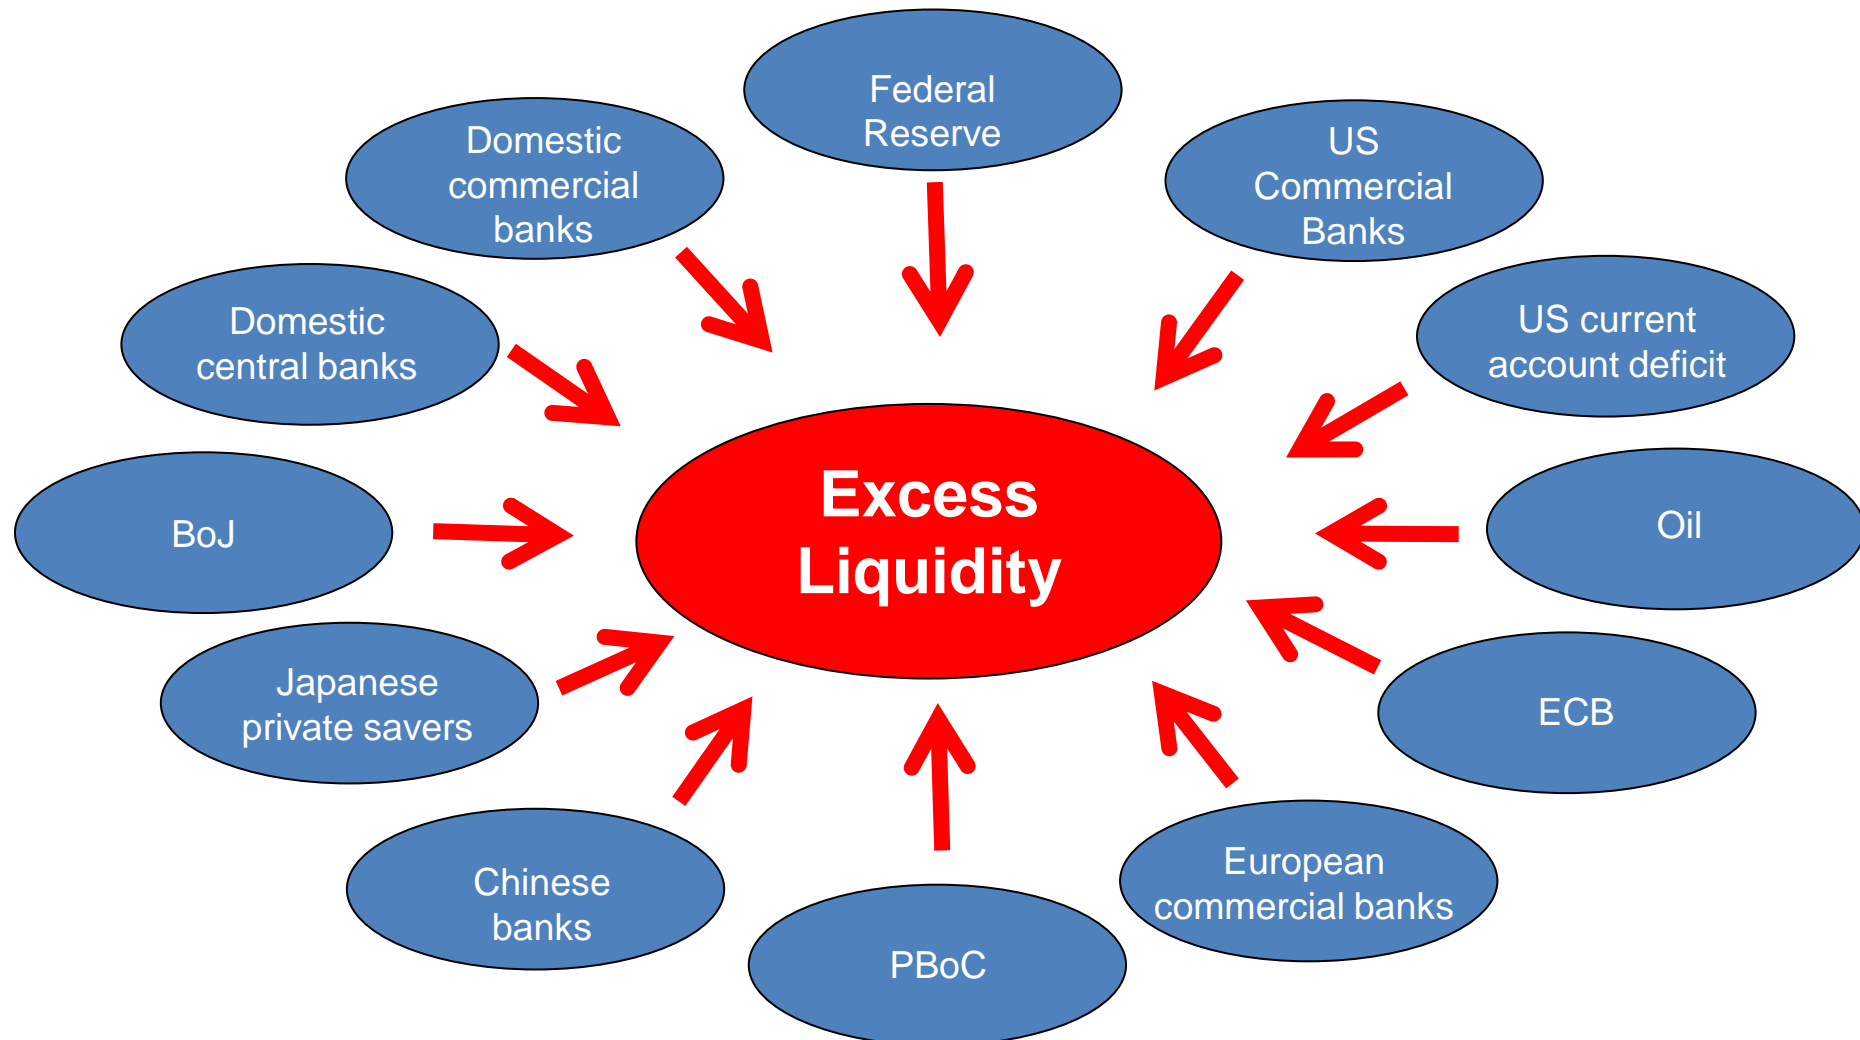 Federal
Reserve
US
Commercial
Banks
US current
account deficit
Oil
ECB
European
commercial banks
PBoC
Chinese
banks
Japanese
private savers
BoJ
Domestic
central banks
Domestic
commercial
banks
Excess
Liquidity